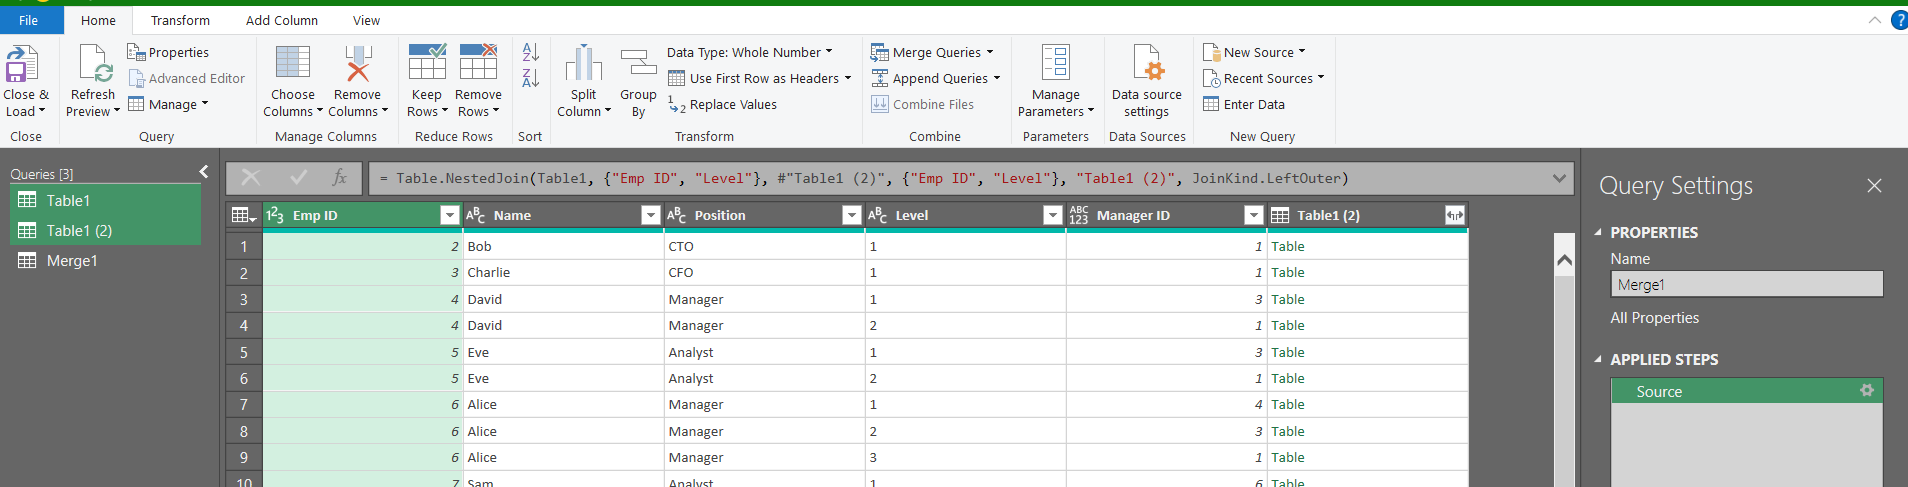 File Home Transform Add Column View
Close & Load
Close
Refresh Preview
Properties
Advanced Editor
Manage
Query
Choose Columns
Remove Columns
Manage Columns
Keep Rows
Remove Rows
Reduce Rows
A Z
Z A
Sort
Split Column
Group By
Data Type: Whole Number
Use First Row as Headers
1 2 Replace Values
Transform
Merge Queries
Append Queries
Combine Files
Combine
Manage Parameters
Parameters
Data source settings
Data Sources
New Source
Recent Sources
Enter Data
New Query
?
Queries [3]
Table1
Table1 (2)
Merge1
fx = Table.NestedJoin(Table1, {"Emp ID", "Level"}, #"Table1 (2)", {"Emp ID", "Level"}, "Table1 (2)", JoinKind.LeftOuter)
123 Emp ID ABC Name ABC Position ABC Level ABC 123 Manager ID Table1 (2)
1 2 Bob CTO 1 1 Table
2 3 Charlie CFO 1 1 Table
3 4 David Manager 1 3 Table
4 4 David Manager 2 1 Table
5 5 Eve Analyst 1 3 Table
6 5 Eve Analyst 2 1 Table
7 6 Alice Manager 1 4 Table
8 6 Alice Manager 2 3 Table
9 6 Alice Manager 3 1 Table
10 7 Sam Analyst 1 6 Table
Query Settings
PROPERTIES
Name
Merge1
All Properties
APPLIED STEPS
Source